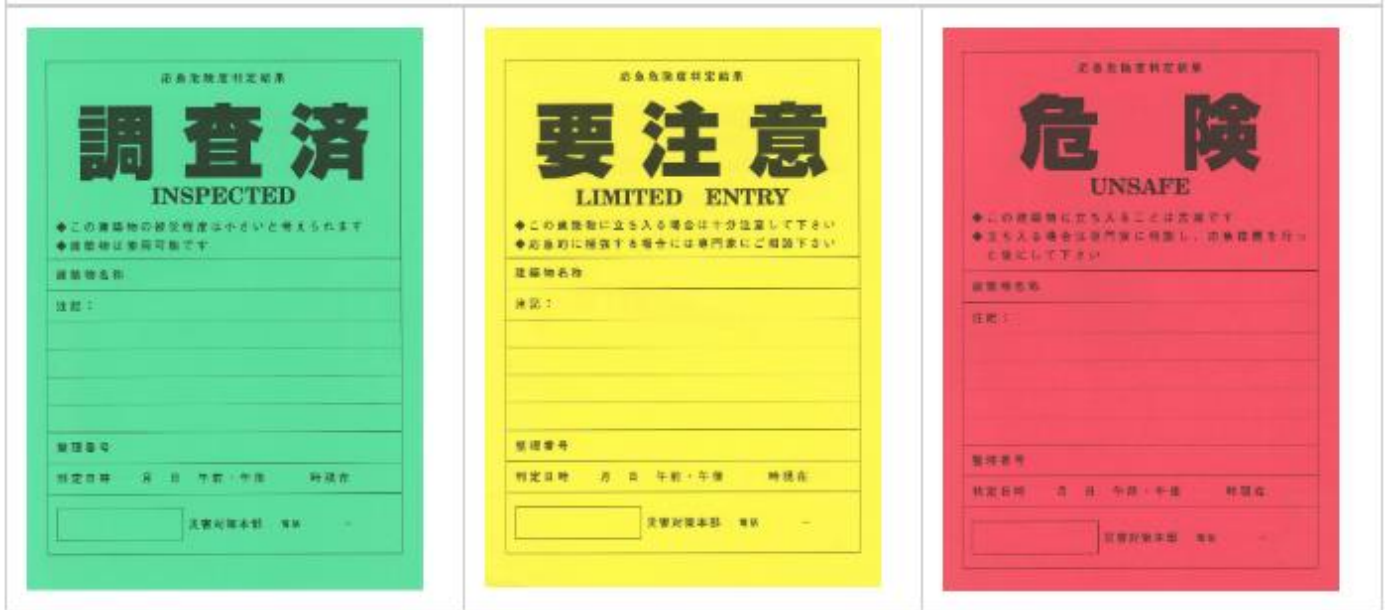 応急危険度判定結果
調査済
INSPECTED
◆この建築物の被災程度は小さいと考えられます
◆建築物は使用可能です
建築物名称
注記：
整理番号
判定日時 月 日 午前・午後 時現在
災害対策本部 電話 －
応急危険度判定結果
要注意
LIMITED ENTRY
◆この建築物に立ち入る場合は十分注意して下さい
◆応急的に補強する場合には専門家にご相談下さい
建築物名称
注記：
整理番号
判定日時 月 日 午前・午後 時現在
災害対策本部 電話 －
応急危険度判定結果
危険
UNSAFE
◆この建築物に立ち入ることは危険です
◆立ち入る場合は専門家に相談し、応急措置を行っ
た後にして下さい
建築物名称
注記：
整理番号
判定日時 月 日 午前・午後 時現在
災害対策本部 電話 －